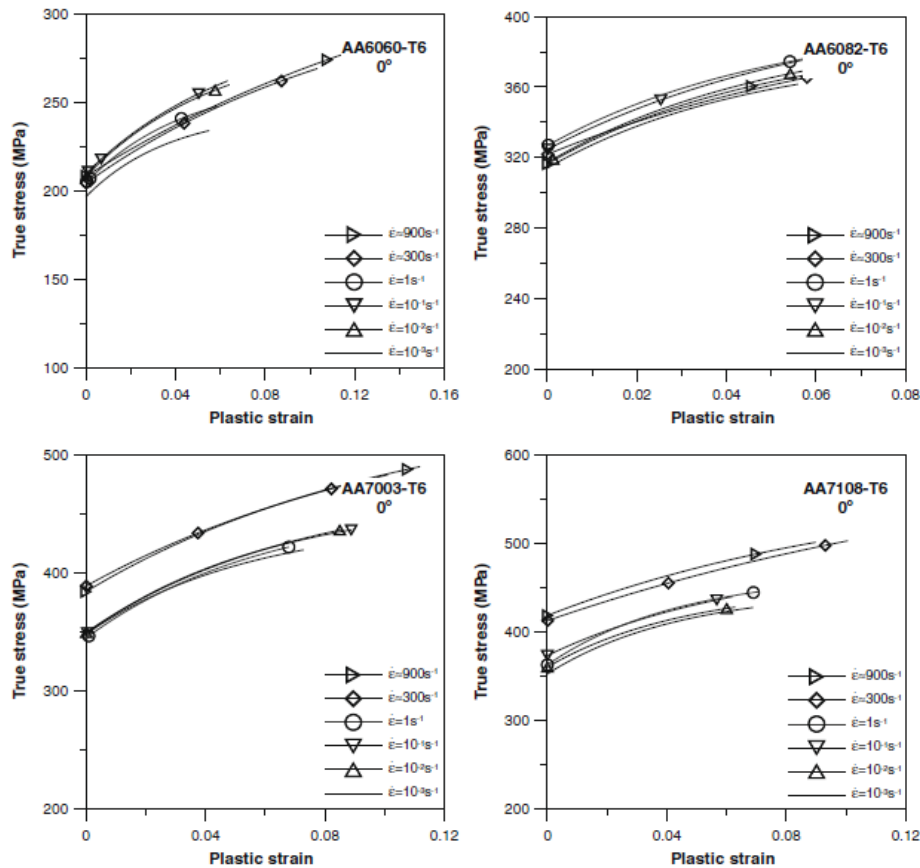 300
250
200
150
100
True stress (MPa)
AA6060-T6
0°
ε̇≈900s⁻¹
ε̇≈300s⁻¹
ε̇=1s⁻¹
ε̇=10⁻¹s⁻¹
ε̇=10⁻²s⁻¹
ε̇=10⁻³s⁻¹
0 0.04 0.08 0.12 0.16
Plastic strain
400
360
320
280
240
200
True stress (MPa)
AA6082-T6
0°
ε̇≈900s⁻¹
ε̇≈300s⁻¹
ε̇=1s⁻¹
ε̇=10⁻¹s⁻¹
ε̇=10⁻²s⁻¹
ε̇=10⁻³s⁻¹
0 0.02 0.04 0.06 0.08
Plastic strain
500
400
300
200
True stress (MPa)
AA7003-T6
0°
ε̇≈900s⁻¹
ε̇≈300s⁻¹
ε̇=1s⁻¹
ε̇=10⁻¹s⁻¹
ε̇=10⁻²s⁻¹
ε̇=10⁻³s⁻¹
0 0.04 0.08 0.12
Plastic strain
600
500
400
300
200
True stress (MPa)
AA7108-T6
0°
ε̇≈900s⁻¹
ε̇≈300s⁻¹
ε̇=1s⁻¹
ε̇=10⁻¹s⁻¹
ε̇=10⁻²s⁻¹
ε̇=10⁻³s⁻¹
0 0.04 0.08 0.12
Plastic strain